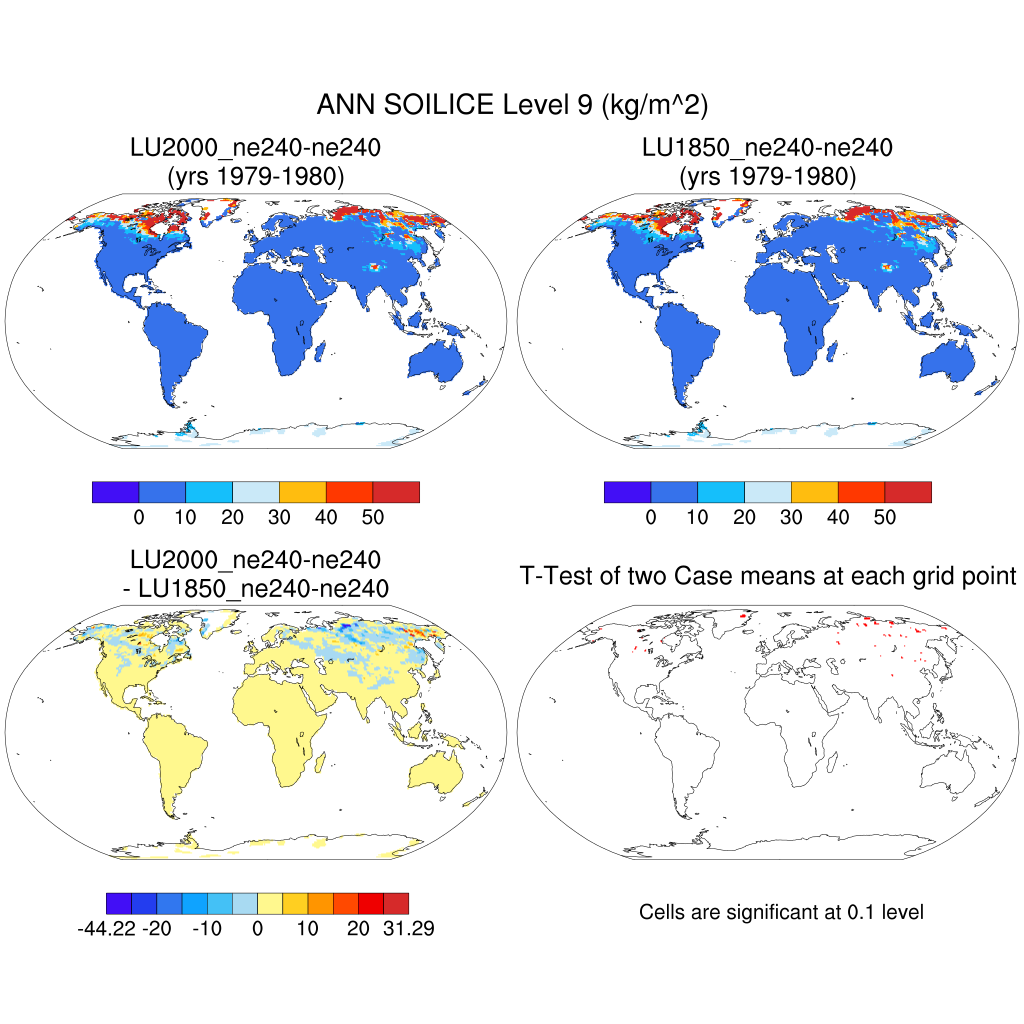 ANN SOILICE Level 9 (kg/m^2)
LU2000_ne240-ne240
(yrs 1979-1980)
LU1850_ne240-ne240
(yrs 1979-1980)
0 10 20 30 40 50
0 10 20 30 40 50
LU2000_ne240-ne240
- LU1850_ne240-ne240
T-Test of two Case means at each grid point
-44.22 -20 -10 0 10 20 31.29
Cells are significant at 0.1 level